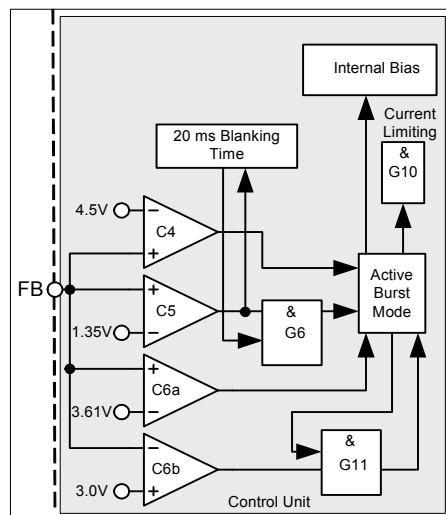 Internal Bias
Current
Limiting
20 ms Blanking
Time
&
G10
4.5V
−
C4
+
FB
+
C5
−
1.35V
&
G6
Active
Burst
Mode
+
C6a
−
3.61V
−
C6b
+
3.0V
&
G11
Control Unit